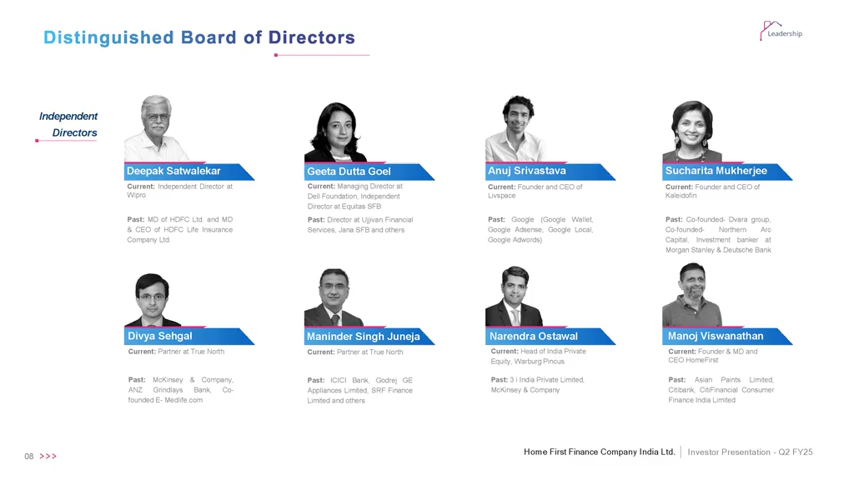 Distinguished Board of Directors
Leadership
Independent
Directors
Deepak Satwalekar
Current: Independent Director at
Wipro
Past: MD of HDFC Ltd. and MD
& CEO of HDFC Life Insurance
Company Ltd.
Geeta Dutta Goel
Current: Managing Director at
Dell Foundation, Independent
Director at Equitas SFB
Past: Director at Ujjivan Financial
Services, Jana SFB and others
Anuj Srivastava
Current: Founder and CEO of
Livspace
Past: Google (Google Wallet,
Google Adsense, Google Local,
Google Adwords)
Sucharita Mukherjee
Current: Founder and CEO of
Kaleidofin
Past: Co-founded- Dvara group,
Co-founded- Northern Arc
Capital, Investment banker at
Morgan Stanley & Deutsche Bank
Divya Sehgal
Current: Partner at True North
Past: McKinsey & Company,
ANZ Grindlays Bank, Co-
founded E- Medlife.com
Maninder Singh Juneja
Current: Partner at True North
Past: ICICI Bank, Godrej GE
Appliances Limited, SRF Finance
Limited and others
Narendra Ostawal
Current: Head of India Private
Equity, Warburg Pincus
Past: 3 i India Private Limited,
McKinsey & Company
Manoj Viswanathan
Current: Founder & MD and
CEO HomeFirst
Past: Asian Paints Limited,
Citibank, CitiFinancial Consumer
Finance India Limited
08 >>>
Home First Finance Company India Ltd. | Investor Presentation - Q2 FY25